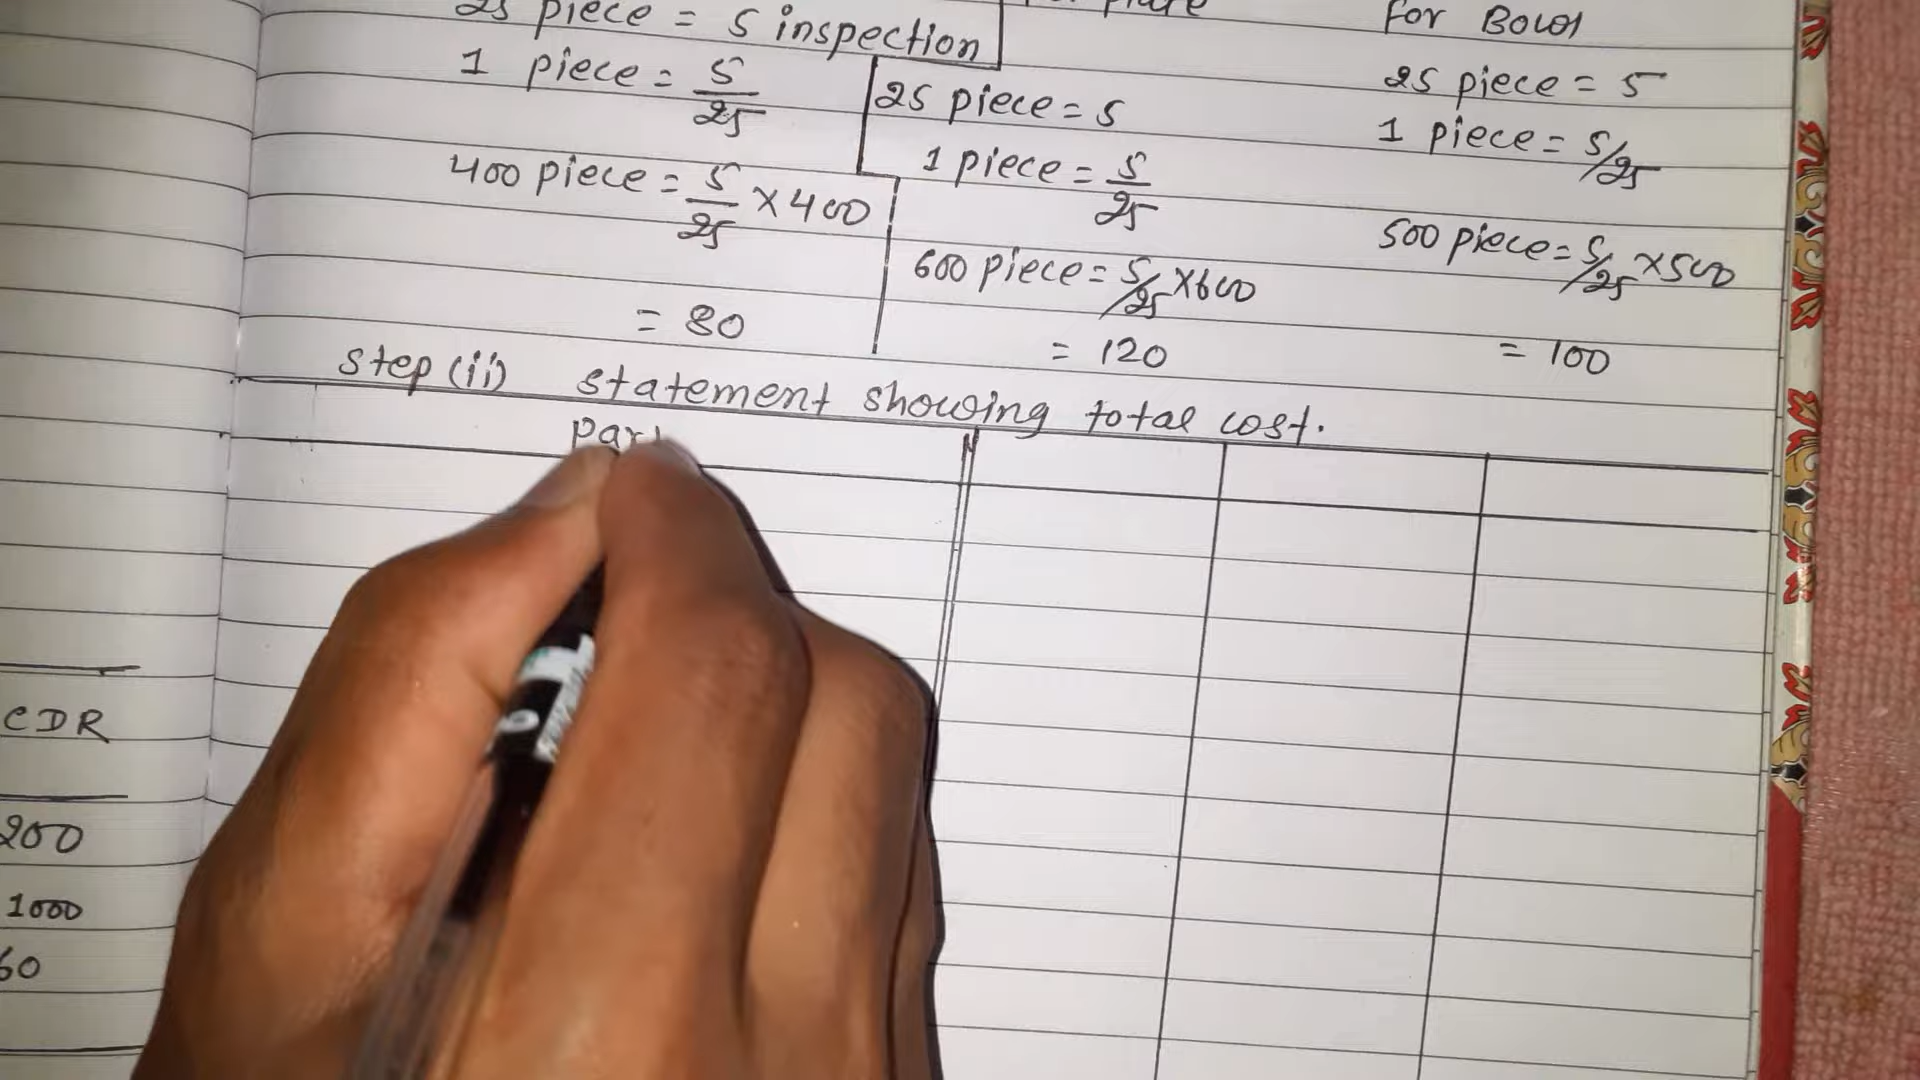 25 piece = 5 inspection
1 piece = 5/25
400 piece = 5/25 × 400
= 80
plate
25 piece = 5
1 piece = 5/25
600 piece = 5/25 × 600
= 120
For Bowl
25 piece = 5
1 piece = 5/25
500 piece = 5/25 × 500
= 100
Step (ii) statement showing total cost.
Part
CDR
200
1000
60